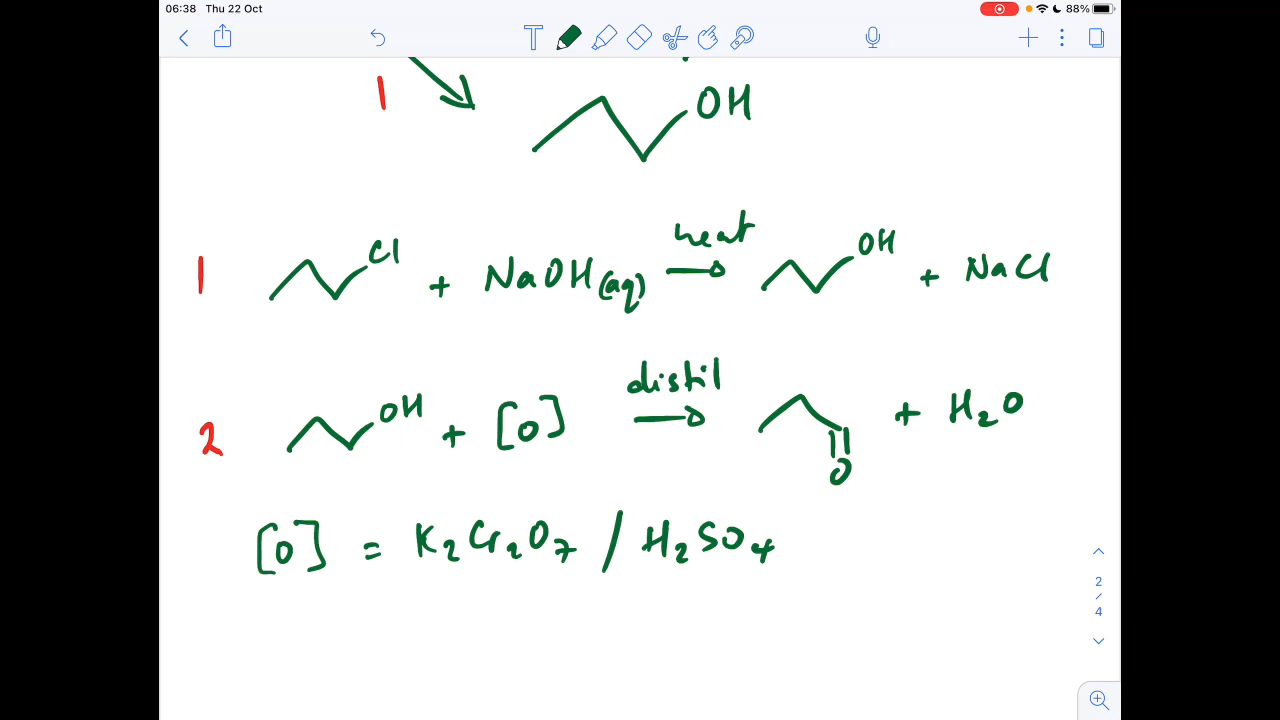 06:38 Thu 22 Oct 88%
T
1 OH
1 Cl + NaOH(aq) heat OH + NaCl
2 OH + [O] distil O + H₂O
[O] = K₂Cr₂O₇ / H₂SO₄
2
/
4